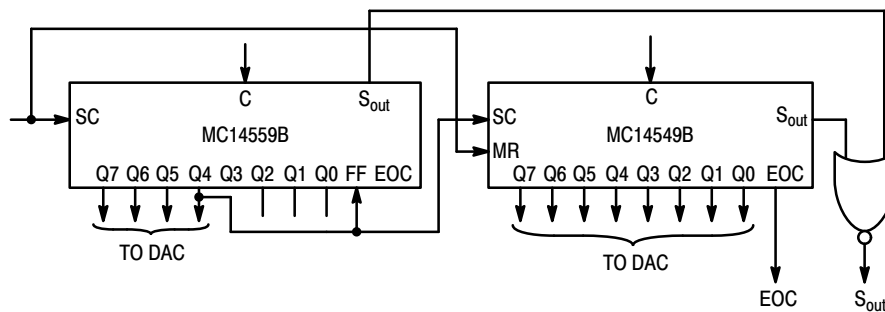 C
S_out
SC
MC14559B
Q7 Q6 Q5 Q4 Q3 Q2 Q1 Q0 FF EOC
TO DAC
C
SC
S_out
MC14549B
MR
Q7 Q6 Q5 Q4 Q3 Q2 Q1 Q0 EOC
TO DAC
EOC
S_out